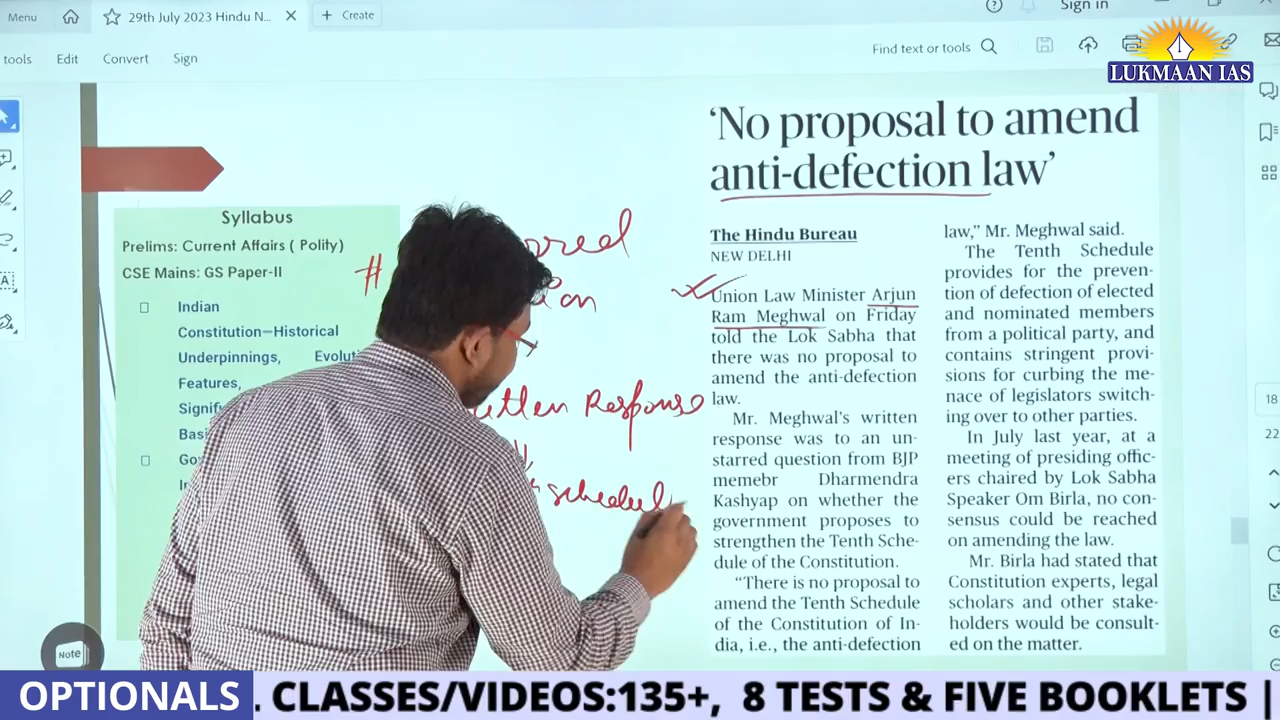 Menu
29th July 2023 Hindu N...
Create
Sign in
tools
Edit
Convert
Sign
Find text or tools
LUKMAAN IAS
Syllabus
Prelims: Current Affairs ( Polity)
CSE Mains: GS Paper-II
Indian
Constitution—Historical
Underpinnings,
Features,
#
Response
schedul
'No proposal to amend
anti-defection law'
The Hindu Bureau
NEW DELHI
Union Law Minister Arjun
Ram Meghwal on Friday
told the Lok Sabha that
there was no proposal to
amend the anti-defection
law.
Mr. Meghwal's written
response was to an un-
starred question from BJP
memebr Dharmendra
Kashyap on whether the
government proposes to
strengthen the Tenth Sche-
dule of the Constitution.
"There is no proposal to
amend the Tenth Schedule
of the Constitution of In-
dia, i.e., the anti-defection
law," Mr. Meghwal said.
The Tenth Schedule
provides for the preven-
tion of defection of elected
and nominated members
from a political party, and
contains stringent provi-
sions for curbing the me-
nace of legislators switch-
ing over to other parties.
In July last year, at a
meeting of presiding offic-
ers chaired by Lok Sabha
Speaker Om Birla, no con-
sensus could be reached
on amending the law.
Mr. Birla had stated that
Constitution experts, legal
scholars and other stake-
holders would be consult-
ed on the matter.
18
22
Note
OPTIONALS
. CLASSES/VIDEOS:135+, 8 TESTS & FIVE BOOKLETS |